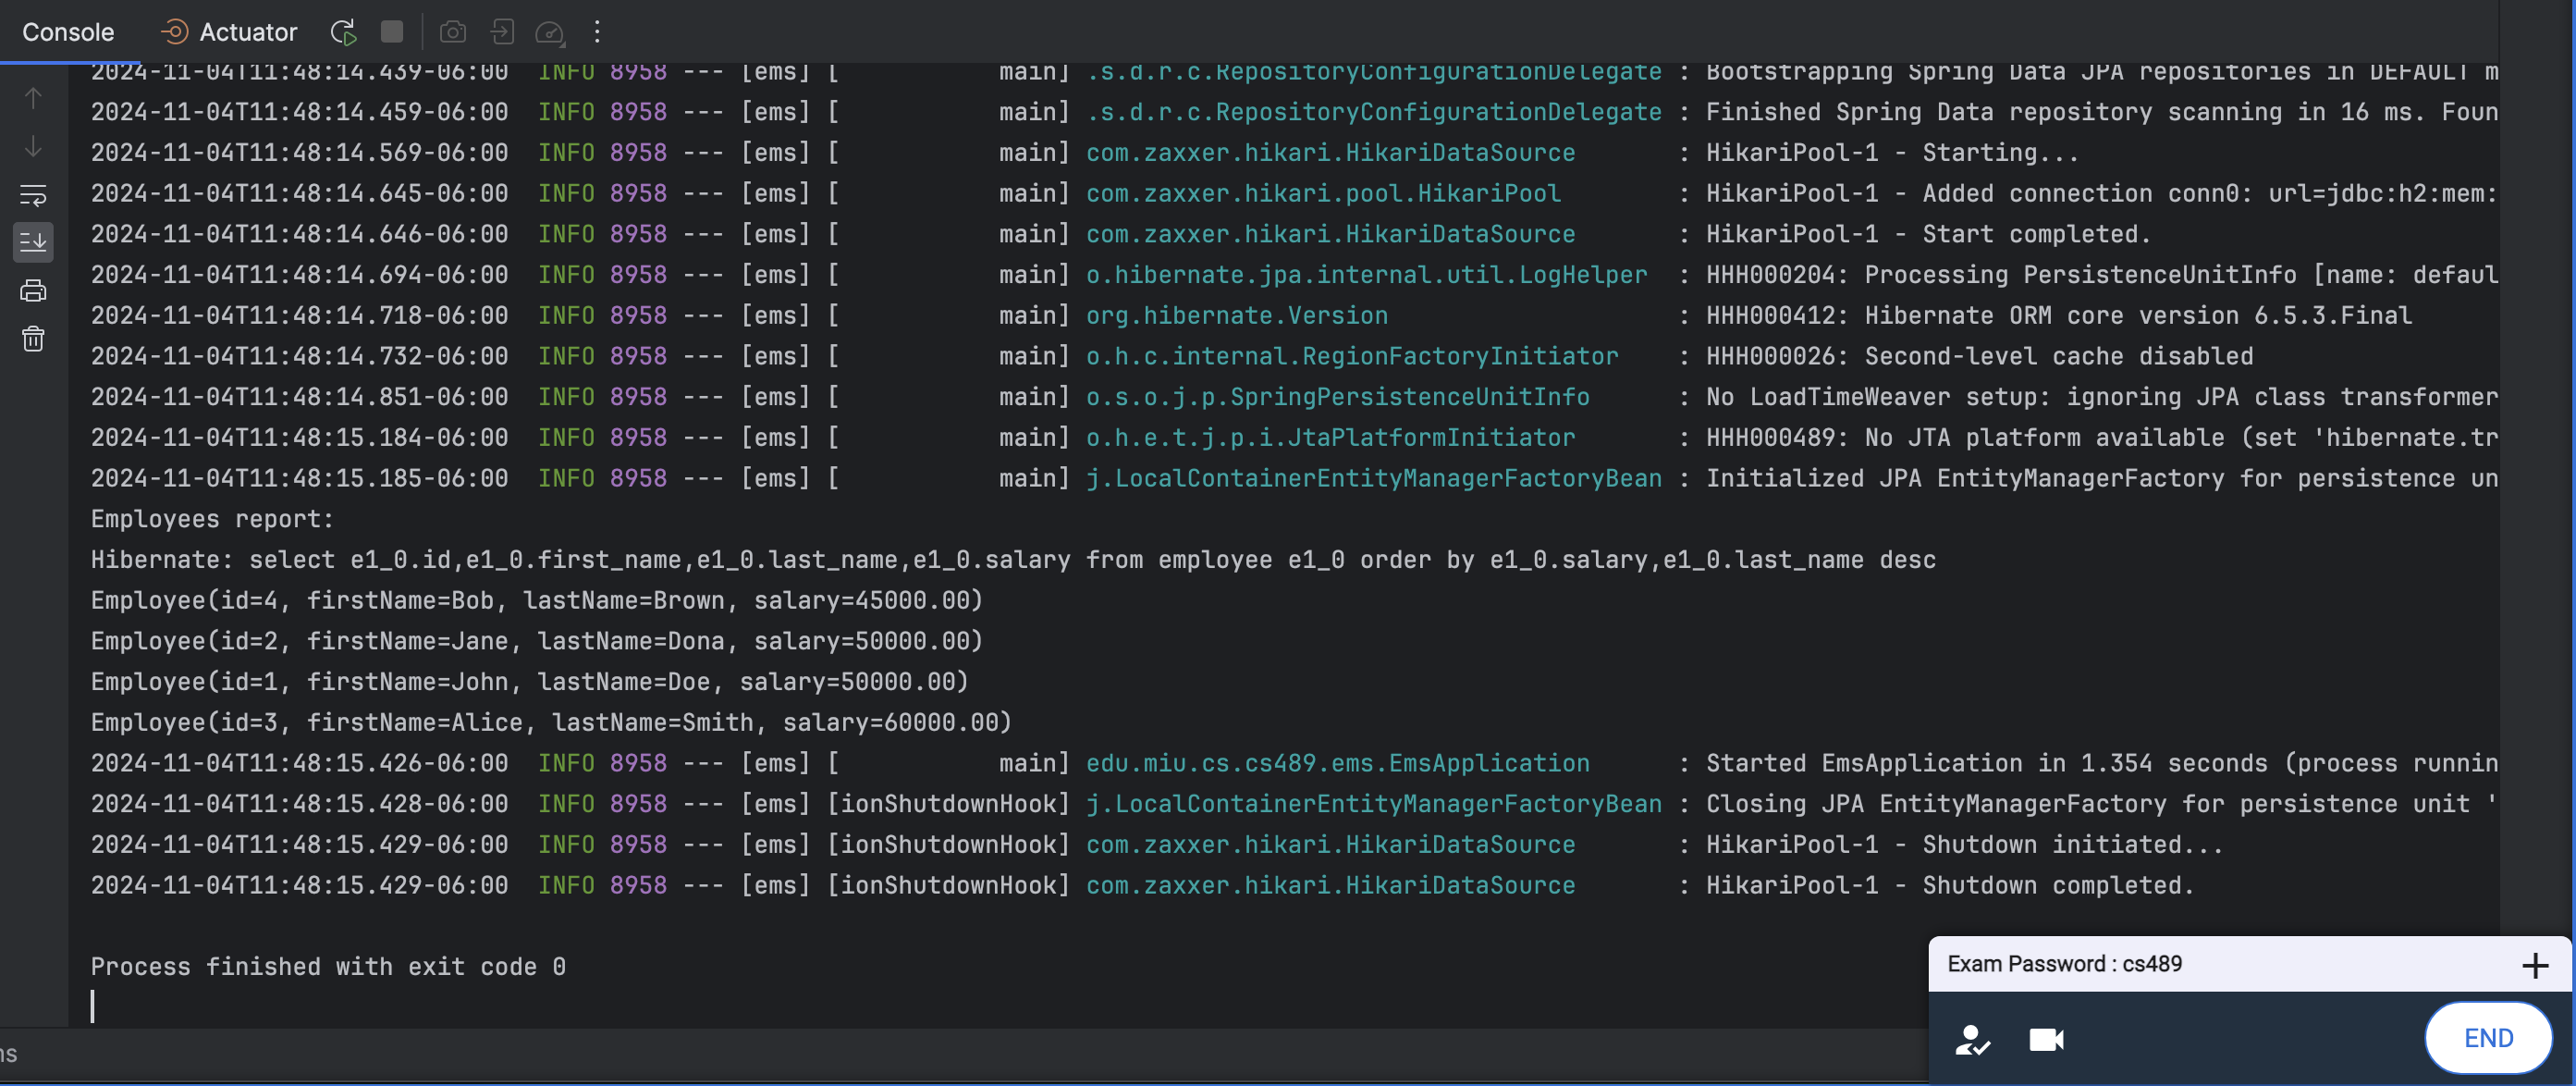 Console Actuator
2024-11-04T11:48:14.439-06:00  INFO 8958 --- [ems] [           main] .s.d.r.c.RepositoryConfigurationDelegate : Bootstrapping Spring Data JPA repositories in DEFAULT m
2024-11-04T11:48:14.459-06:00  INFO 8958 --- [ems] [           main] .s.d.r.c.RepositoryConfigurationDelegate : Finished Spring Data repository scanning in 16 ms. Foun
2024-11-04T11:48:14.569-06:00  INFO 8958 --- [ems] [           main] com.zaxxer.hikari.HikariDataSource       : HikariPool-1 - Starting...
2024-11-04T11:48:14.645-06:00  INFO 8958 --- [ems] [           main] com.zaxxer.hikari.pool.HikariPool        : HikariPool-1 - Added connection conn0: url=jdbc:h2:mem:
2024-11-04T11:48:14.646-06:00  INFO 8958 --- [ems] [           main] com.zaxxer.hikari.HikariDataSource       : HikariPool-1 - Start completed.
2024-11-04T11:48:14.694-06:00  INFO 8958 --- [ems] [           main] o.hibernate.jpa.internal.util.LogHelper  : HHH000204: Processing PersistenceUnitInfo [name: defaul
2024-11-04T11:48:14.718-06:00  INFO 8958 --- [ems] [           main] org.hibernate.Version                    : HHH000412: Hibernate ORM core version 6.5.3.Final
2024-11-04T11:48:14.732-06:00  INFO 8958 --- [ems] [           main] o.h.c.internal.RegionFactoryInitiator    : HHH000026: Second-level cache disabled
2024-11-04T11:48:14.851-06:00  INFO 8958 --- [ems] [           main] o.s.o.j.p.SpringPersistenceUnitInfo      : No LoadTimeWeaver setup: ignoring JPA class transformer
2024-11-04T11:48:15.184-06:00  INFO 8958 --- [ems] [           main] o.h.e.t.j.p.i.JtaPlatformInitiator       : HHH000489: No JTA platform available (set 'hibernate.tr
2024-11-04T11:48:15.185-06:00  INFO 8958 --- [ems] [           main] j.LocalContainerEntityManagerFactoryBean : Initialized JPA EntityManagerFactory for persistence un
Employees report:
Hibernate: select e1_0.id,e1_0.first_name,e1_0.last_name,e1_0.salary from employee e1_0 order by e1_0.salary,e1_0.last_name desc
Employee(id=4, firstName=Bob, lastName=Brown, salary=45000.00)
Employee(id=2, firstName=Jane, lastName=Dona, salary=50000.00)
Employee(id=1, firstName=John, lastName=Doe, salary=50000.00)
Employee(id=3, firstName=Alice, lastName=Smith, salary=60000.00)
2024-11-04T11:48:15.426-06:00  INFO 8958 --- [ems] [           main] edu.miu.cs.cs489.ems.EmsApplication      : Started EmsApplication in 1.354 seconds (process runnin
2024-11-04T11:48:15.428-06:00  INFO 8958 --- [ems] [ionShutdownHook] j.LocalContainerEntityManagerFactoryBean : Closing JPA EntityManagerFactory for persistence unit '
2024-11-04T11:48:15.429-06:00  INFO 8958 --- [ems] [ionShutdownHook] com.zaxxer.hikari.HikariDataSource       : HikariPool-1 - Shutdown initiated...
2024-11-04T11:48:15.429-06:00  INFO 8958 --- [ems] [ionShutdownHook] com.zaxxer.hikari.HikariDataSource       : HikariPool-1 - Shutdown completed.
Process finished with exit code 0
Exam Password : cs489
END
ns